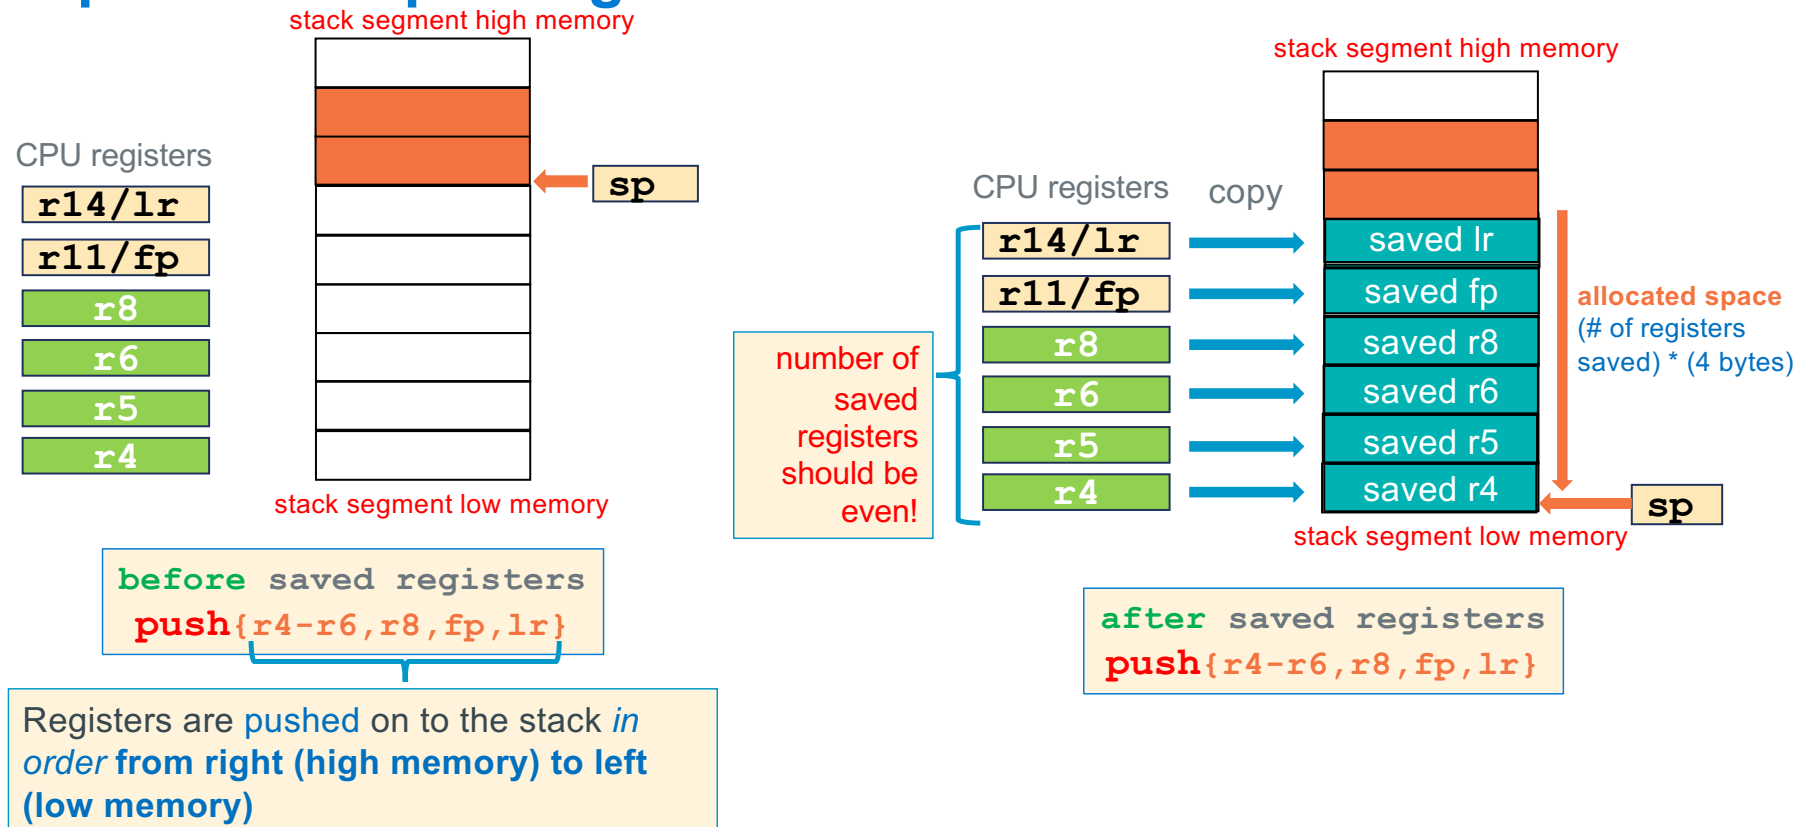 stack segment high memory
CPU registers
r14/lr
r11/fp
r8
r6
r5
r4
sp
stack segment low memory
before saved registers
push{r4-r6,r8,fp,lr}
Registers are pushed on to the stack in
order from right (high memory) to left
(low memory)
stack segment high memory
CPU registers
copy
r14/lr
r11/fp
r8
r6
r5
r4
number of
saved
registers
should be
even!
saved lr
saved fp
saved r8
saved r6
saved r5
saved r4
allocated space
(# of registers
saved) * (4 bytes)
sp
stack segment low memory
after saved registers
push{r4-r6,r8,fp,lr}